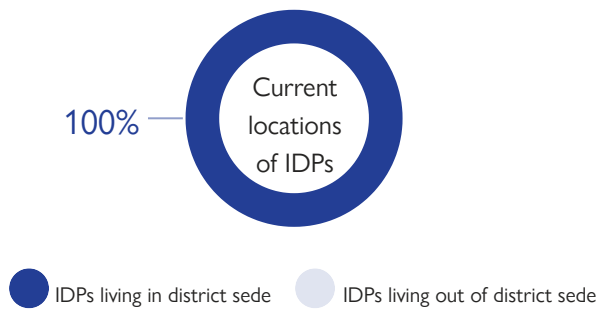 Current
locations
of IDPs
100%
IDPs living in district sede
IDPs living out of district sede